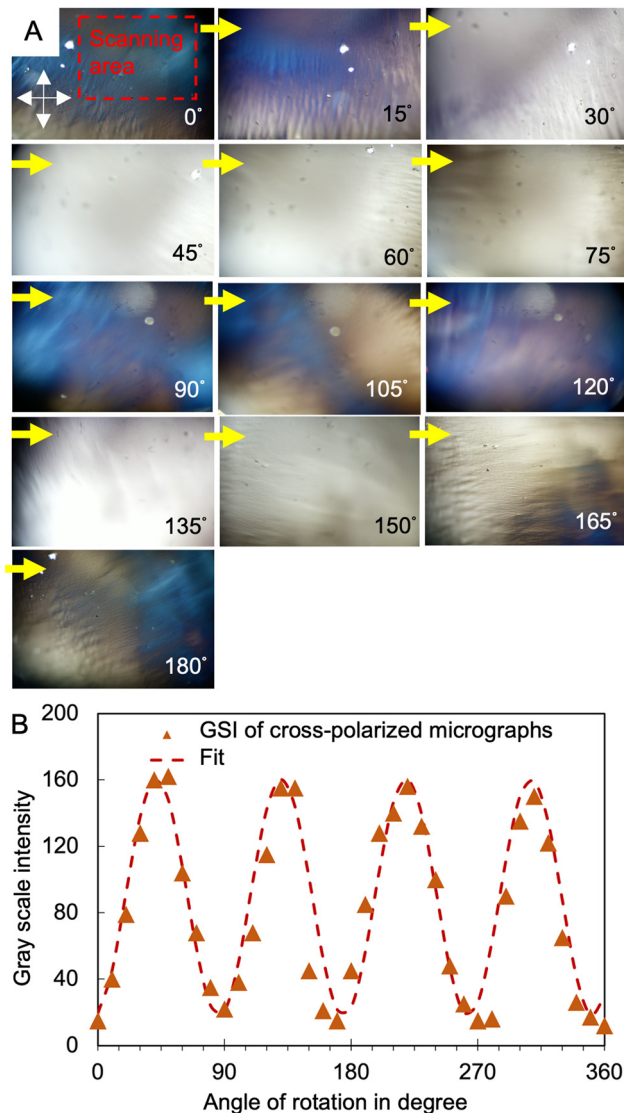 A
Scanning
area
0°
15°
30°
45°
60°
75°
90°
105°
120°
135°
150°
165°
180°
B
200
160
120
80
40
0
GSI of cross-polarized micrographs
Fit
Gray scale intensity
0 90 180 270 360
Angle of rotation in degree